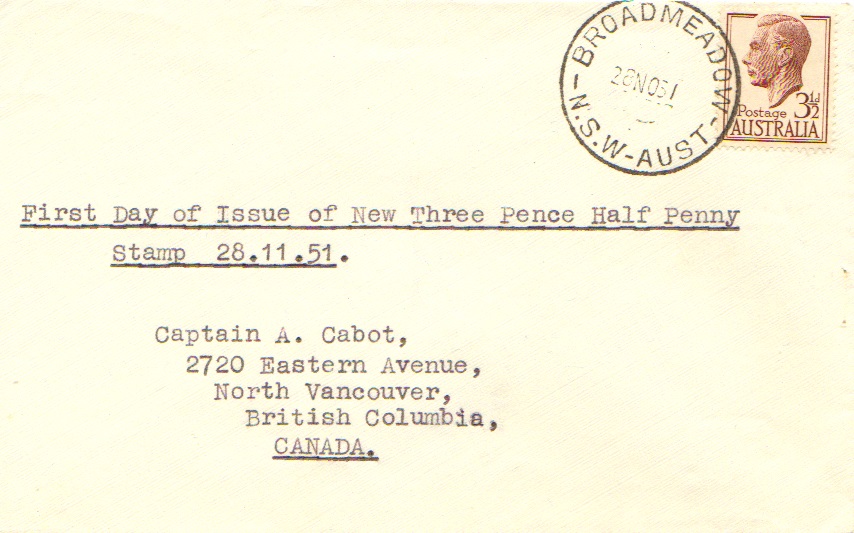 BROADMEADOW
28NO51
N.S.W-AUST
Postage 3½d
AUSTRALIA
First Day of Issue of New Three Pence Half Penny
Stamp 28.11.51.
Captain A. Cabot,
2720 Eastern Avenue,
North Vancouver,
British Columbia,
CANADA.